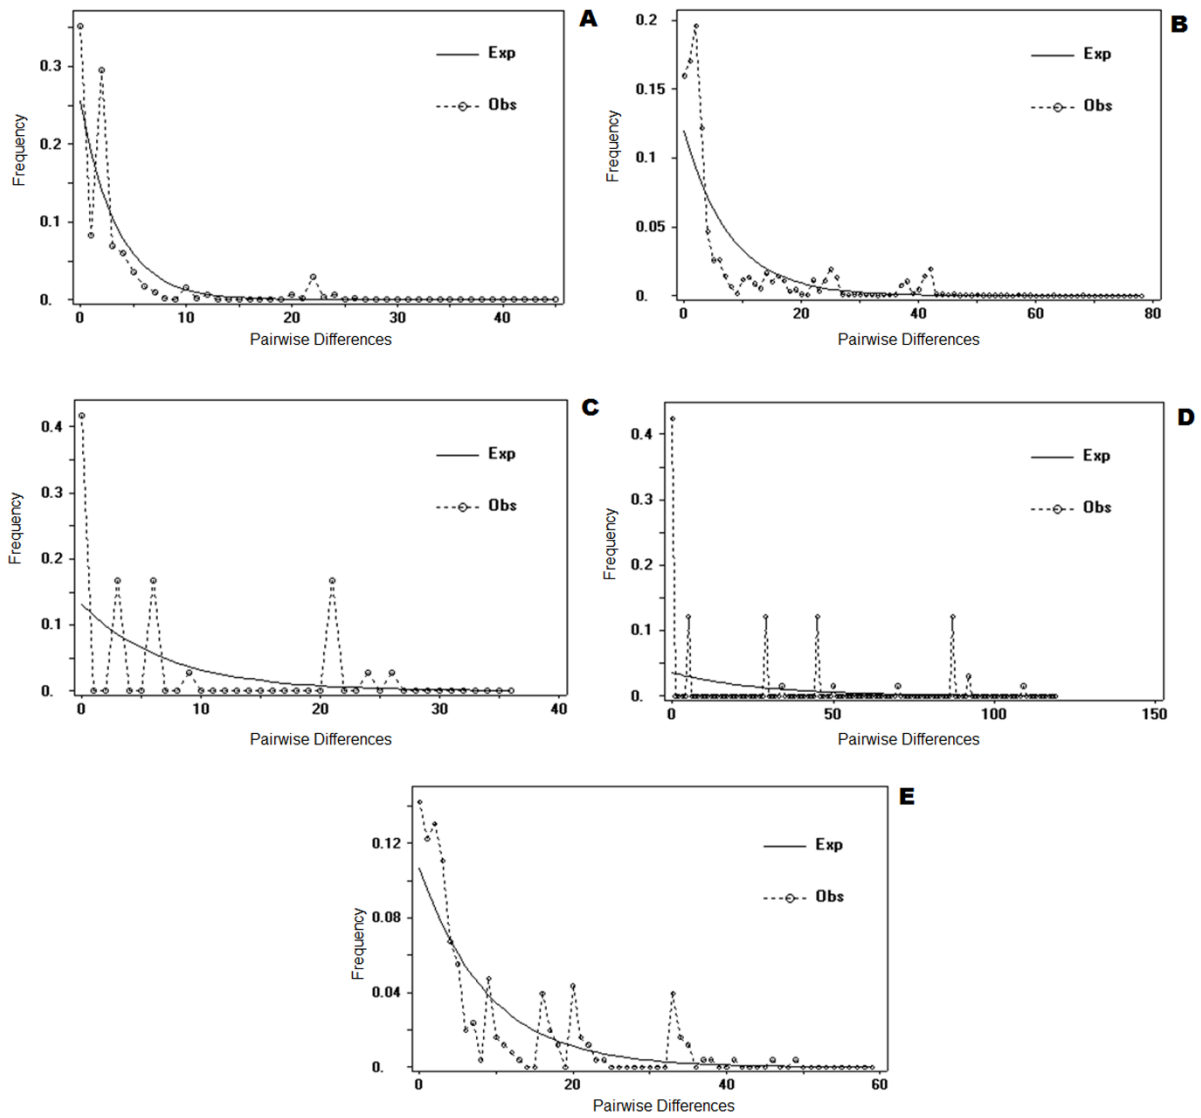 A
Exp
Obs
Frequency
0.3
0.2
0.1
0.
0 10 20 30 40
Pairwise Differences
B
Exp
Obs
Frequency
0.2
0.15
0.1
0.05
0.
0 20 40 60 80
Pairwise Differences
C
Exp
Obs
Frequency
0.4
0.3
0.2
0.1
0.
0 10 20 30 40
Pairwise Differences
D
Exp
Obs
Frequency
0.4
0.3
0.2
0.1
0.
0 50 100 150
Pairwise Differences
E
Exp
Obs
Frequency
0.12
0.08
0.04
0.
0 20 40 60
Pairwise Differences